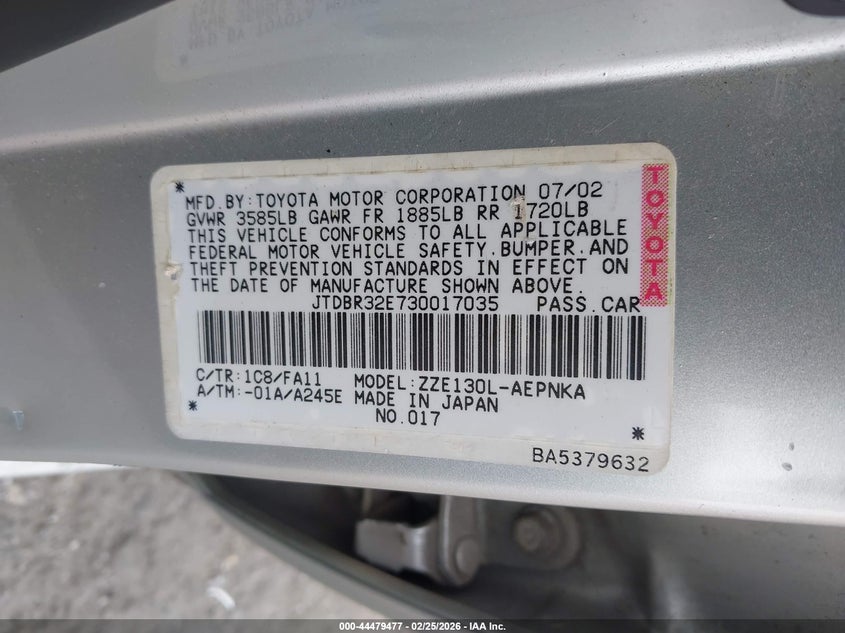 * MFD.BY:TOYOTA MOTOR CORPORATION 07/02
GVWR 3585LB GAWR FR 1885LB RR 1720LB
THIS VEHICLE CONFORMS TO ALL APPLICABLE
FEDERAL MOTOR VEHICLE SAFETY,BUMPER,AND
THEFT PREVENTION STANDARDS IN EFFECT ON
THE DATE OF MANUFACTURE SHOWN ABOVE.
JTDBR32E730017035 PASS.CAR
TOYOTA
C/TR:1C8/FA11 MODEL:ZZE130L-AEPNKA
A/TM:-01A/A245E MADE IN JAPAN
* NO.017 *
BA5379632
000-44479477 - 02/25/2026 - IAA Inc.